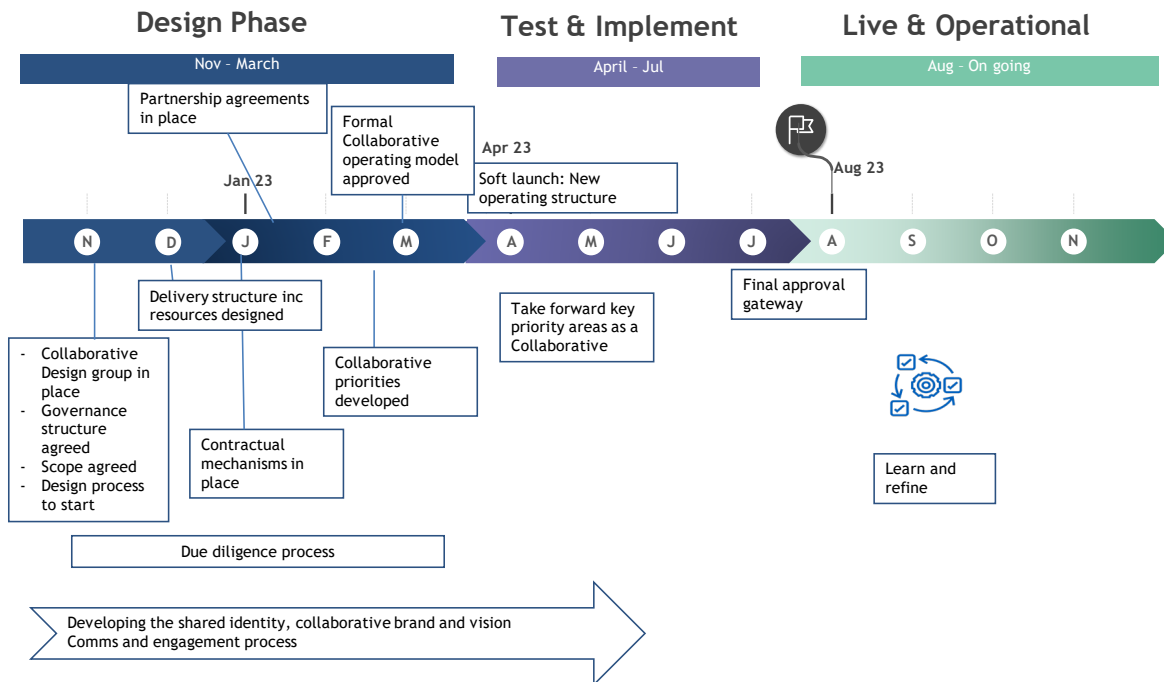 Design Phase
Test & Implement
Live & Operational
Nov – March
April – Jul
Aug – On going
Partnership agreements
in place
Formal
Collaborative
operating model
approved
Jan 23
Apr 23
Soft launch: New
operating structure
Aug 23
N
D
J
F
M
A
M
J
J
A
S
O
N
Delivery structure inc
resources designed
Final approval
gateway
Take forward key
priority areas as a
Collaborative
- Collaborative
Design group in
place
- Governance
structure
agreed
- Scope agreed
- Design process
to start
Collaborative
priorities
developed
Contractual
mechanisms in
place
Learn and
refine
Due diligence process
Developing the shared identity, collaborative brand and vision
Comms and engagement process